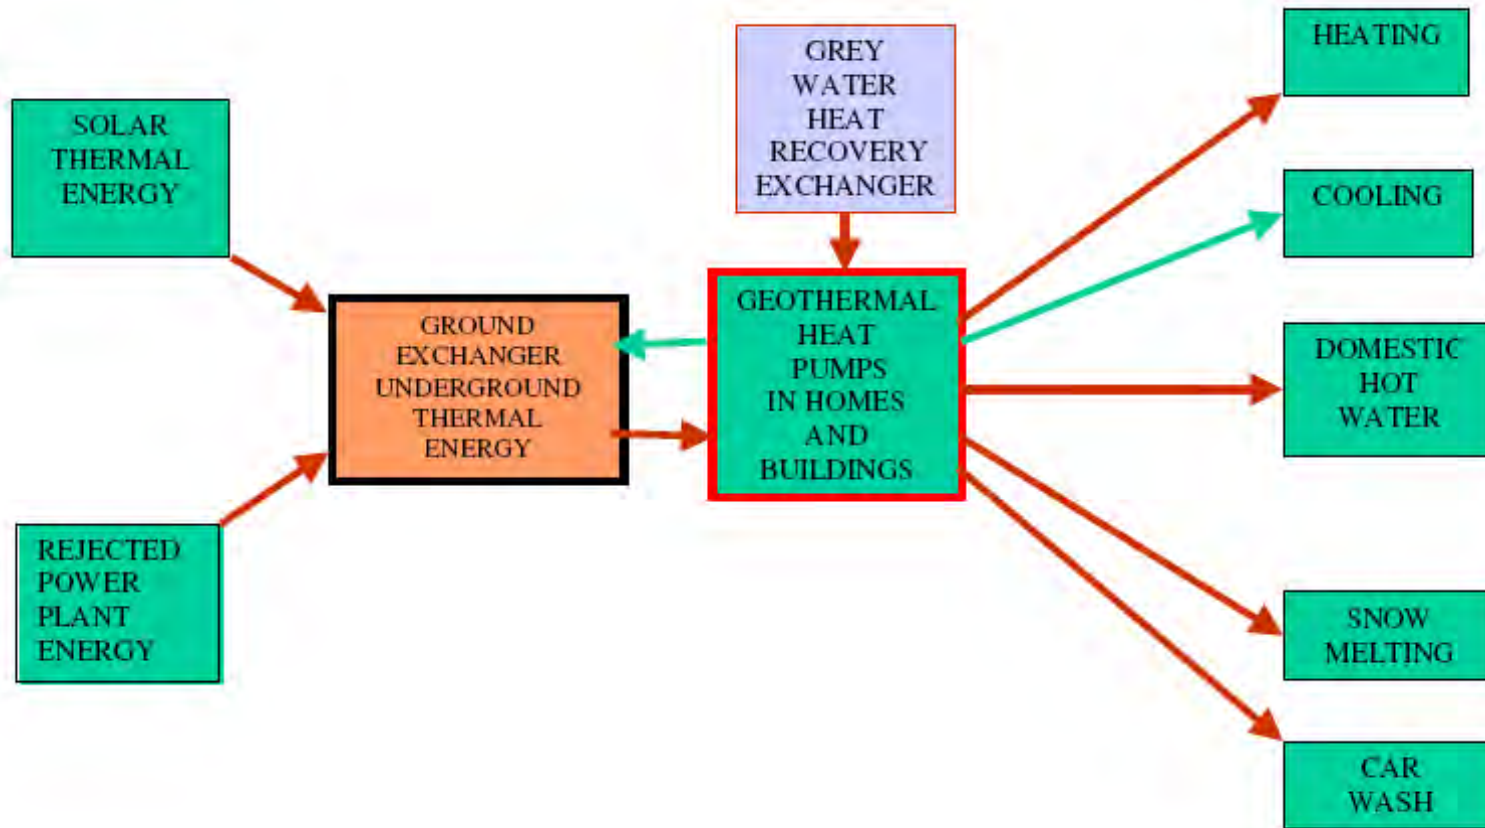 SOLAR
THERMAL
ENERGY
REJECTED
POWER
PLANT
ENERGY
GROUND
EXCHANGER
UNDERGROUND
THERMAL
ENERGY
GREY
WATER
HEAT
RECOVERY
EXCHANGER
GEOTHERMAL
HEAT
PUMPS
IN HOMES
AND
BUILDINGS
HEATING
COOLING
DOMESTIC
HOT
WATER
SNOW
MELTING
CAR
WASH